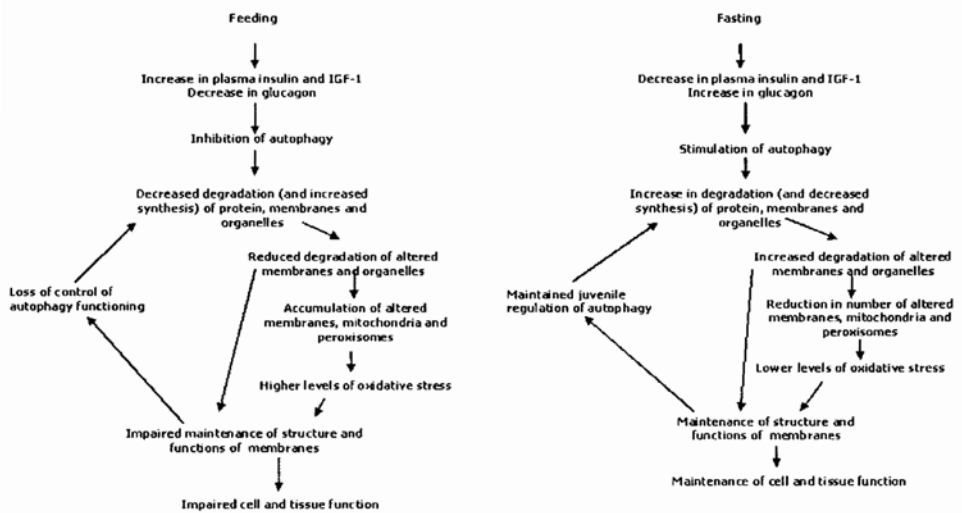 Feeding
Increase in plasma insulin and IGF-1
Decrease in glucagon
Inhibition of autophagy
Decreased degradation (and increased
synthesis) of protein, membranes and
organelles
Reduced degradation of altered
membranes and organelles
Loss of control of
autophagy functioning
Accumulation of altered
membranes, mitochondria and
peroxisomes
Higher levels of oxidative stress
Impaired maintenance of structure and
functions of membranes
Impaired cell and tissue function
Fasting
Decrease in plasma insulin and IGF-1
Increase in glucagon
Stimulation of autophagy
Increase in degradation (and decreased
synthesis) of protein, membranes and
organelles
Increased degradation of altered
membranes and organelles
Maintained juvenile
regulation of autophagy
Reduction in number of altered
membranes, mitochondria and
peroxisomes
Lower levels of oxidative stress
Maintenance of structure and
functions of membranes
Maintenance of cell and tissue function